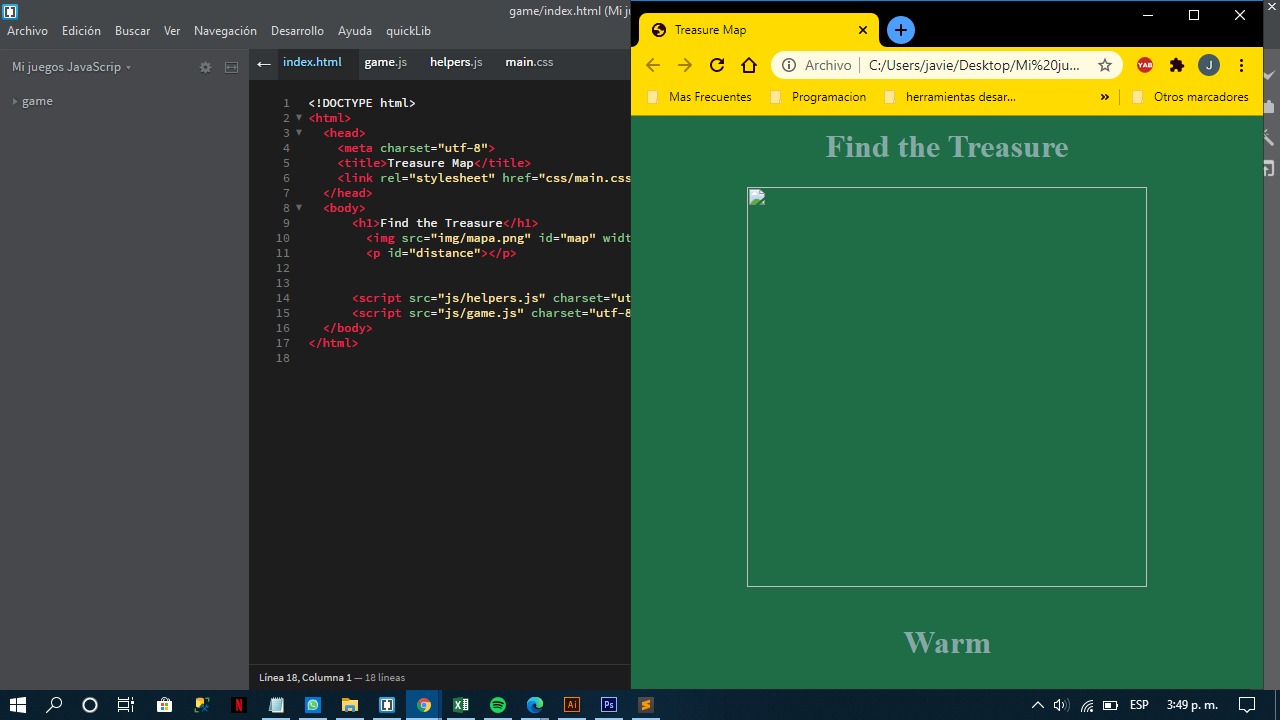 game/index.html (Mi ju
Archivo Edición Buscar Ver Navegación Desarrollo Ayuda quickLib
Mi juegos JavaScrip
game
index.html game.js helpers.js main.css
1 <!DOCTYPE html>
2 <html>
3 <head>
4 <meta charset="utf-8">
5 <title>Treasure Map</title>
6 <link rel="stylesheet" href="css/main.css
7 </head>
8 <body>
9 <h1>Find the Treasure</h1>
10 <img src="img/mapa.png" id="map" widt
11 <p id="distance"></p>
12
13
14 <script src="js/helpers.js" charset="ut
15 <script src="js/game.js" charset="utf-8
16 </body>
17 </html>
18
Línea 18, Columna 1 — 18 líneas
Treasure Map
Archivo C:/Users/javie/Desktop/Mi%20ju...
YAB
J
Mas Frecuentes Programacion herramientas desar... » Otros marcadores
Find the Treasure
Warm
N Ai Ps S
ESP 3:49 p. m.